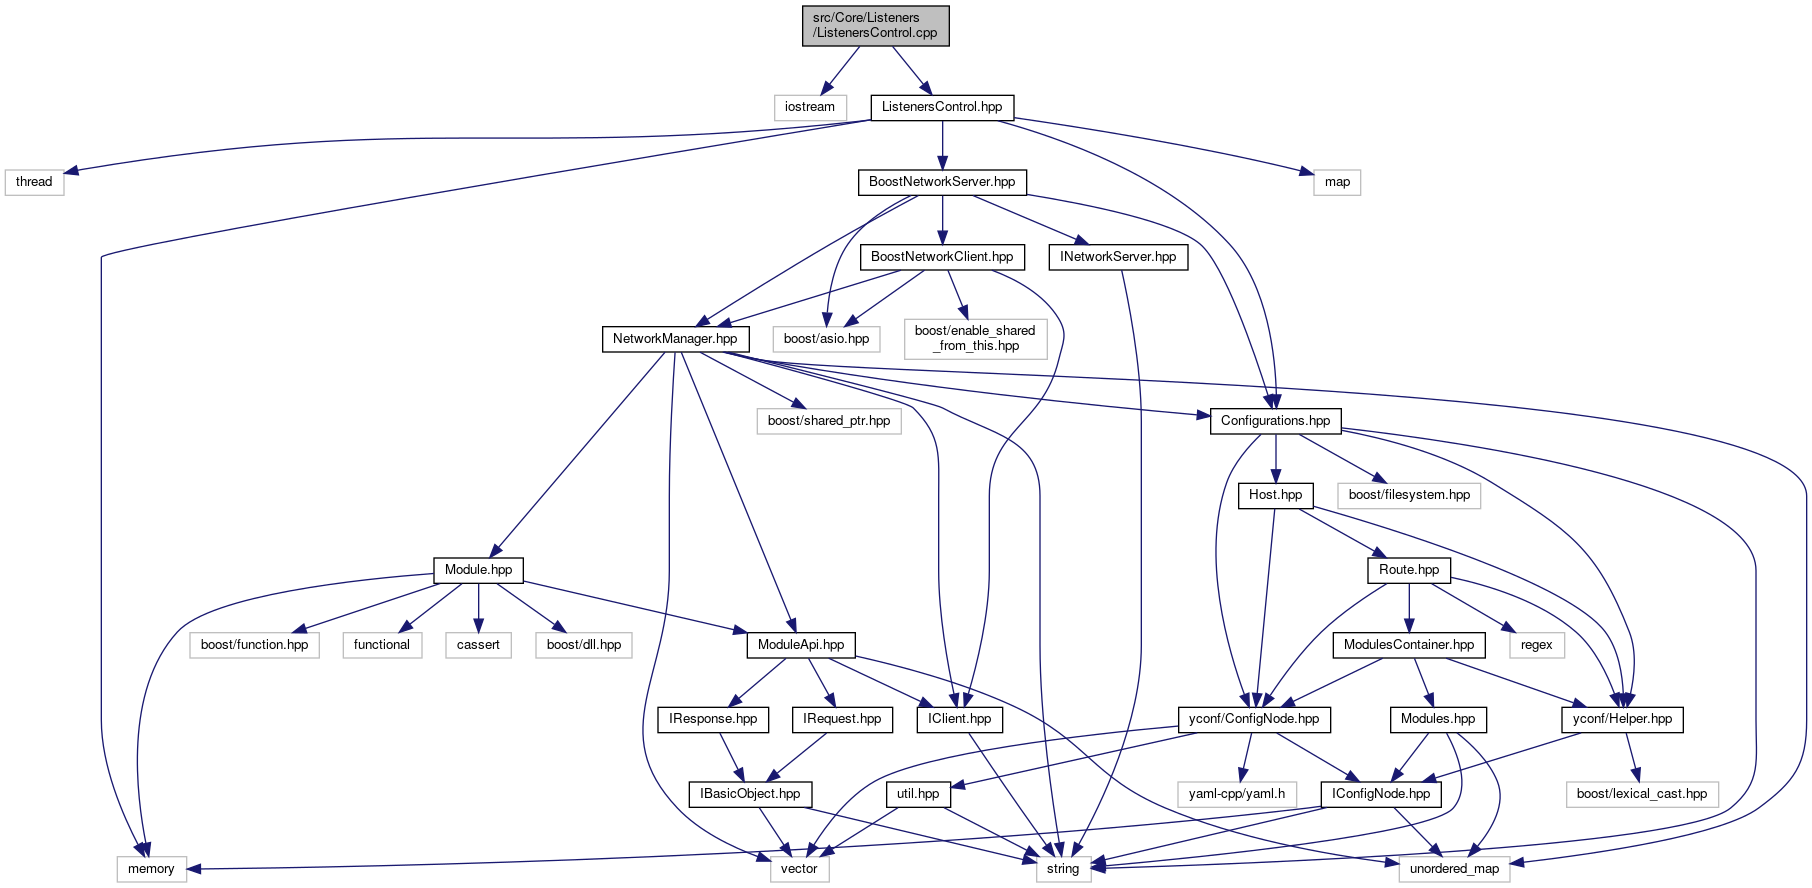 src/Core/Listeners
/ListenersControl.cpp
iostream
ListenersControl.hpp
thread
BoostNetworkServer.hpp
map
BoostNetworkClient.hpp
INetworkServer.hpp
NetworkManager.hpp
boost/asio.hpp
boost/enable_shared
_from_this.hpp
boost/shared_ptr.hpp
Configurations.hpp
Host.hpp
boost/filesystem.hpp
Module.hpp
Route.hpp
boost/function.hpp
functional
cassert
boost/dll.hpp
ModuleApi.hpp
ModulesContainer.hpp
regex
IResponse.hpp
IRequest.hpp
IClient.hpp
yconf/ConfigNode.hpp
Modules.hpp
yconf/Helper.hpp
IBasicObject.hpp
util.hpp
yaml-cpp/yaml.h
IConfigNode.hpp
boost/lexical_cast.hpp
memory
vector
string
unordered_map